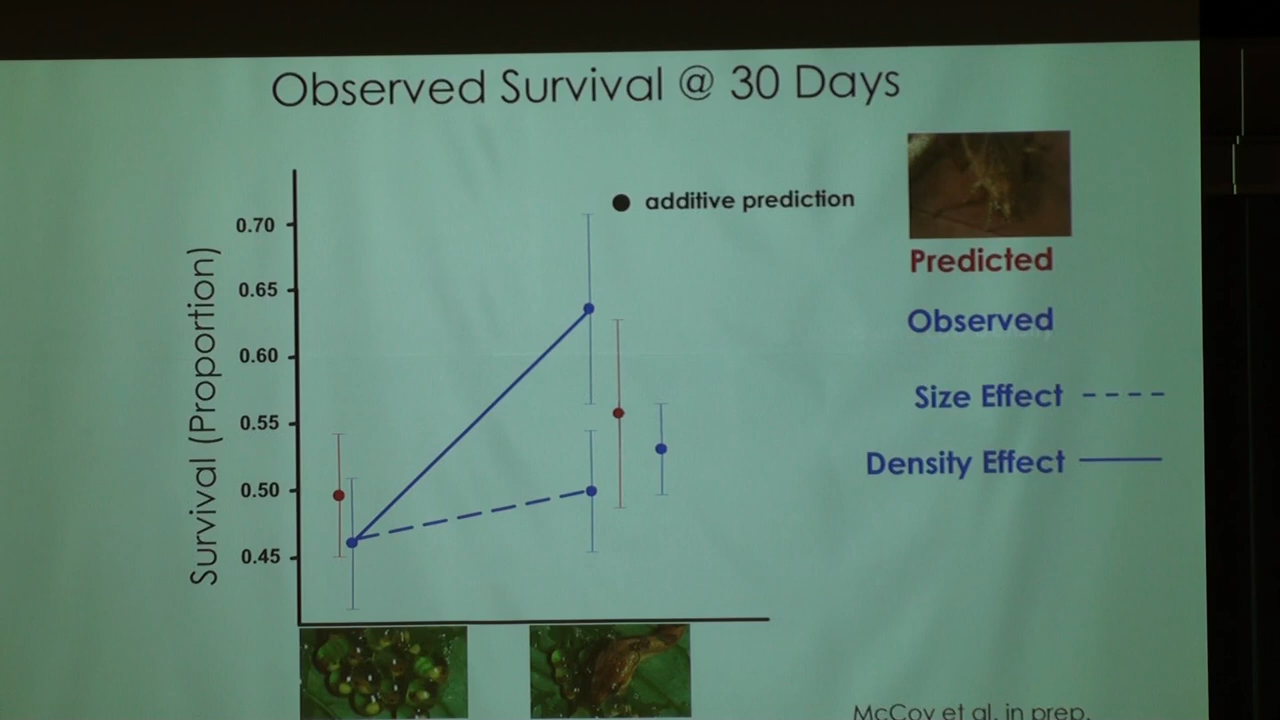 Observed Survival @ 30 Days
additive prediction
Predicted
Observed
Size Effect
Density Effect
Survival (Proportion)
0.70
0.65
0.60
0.55
0.50
0.45
McCoy et al. in prep.